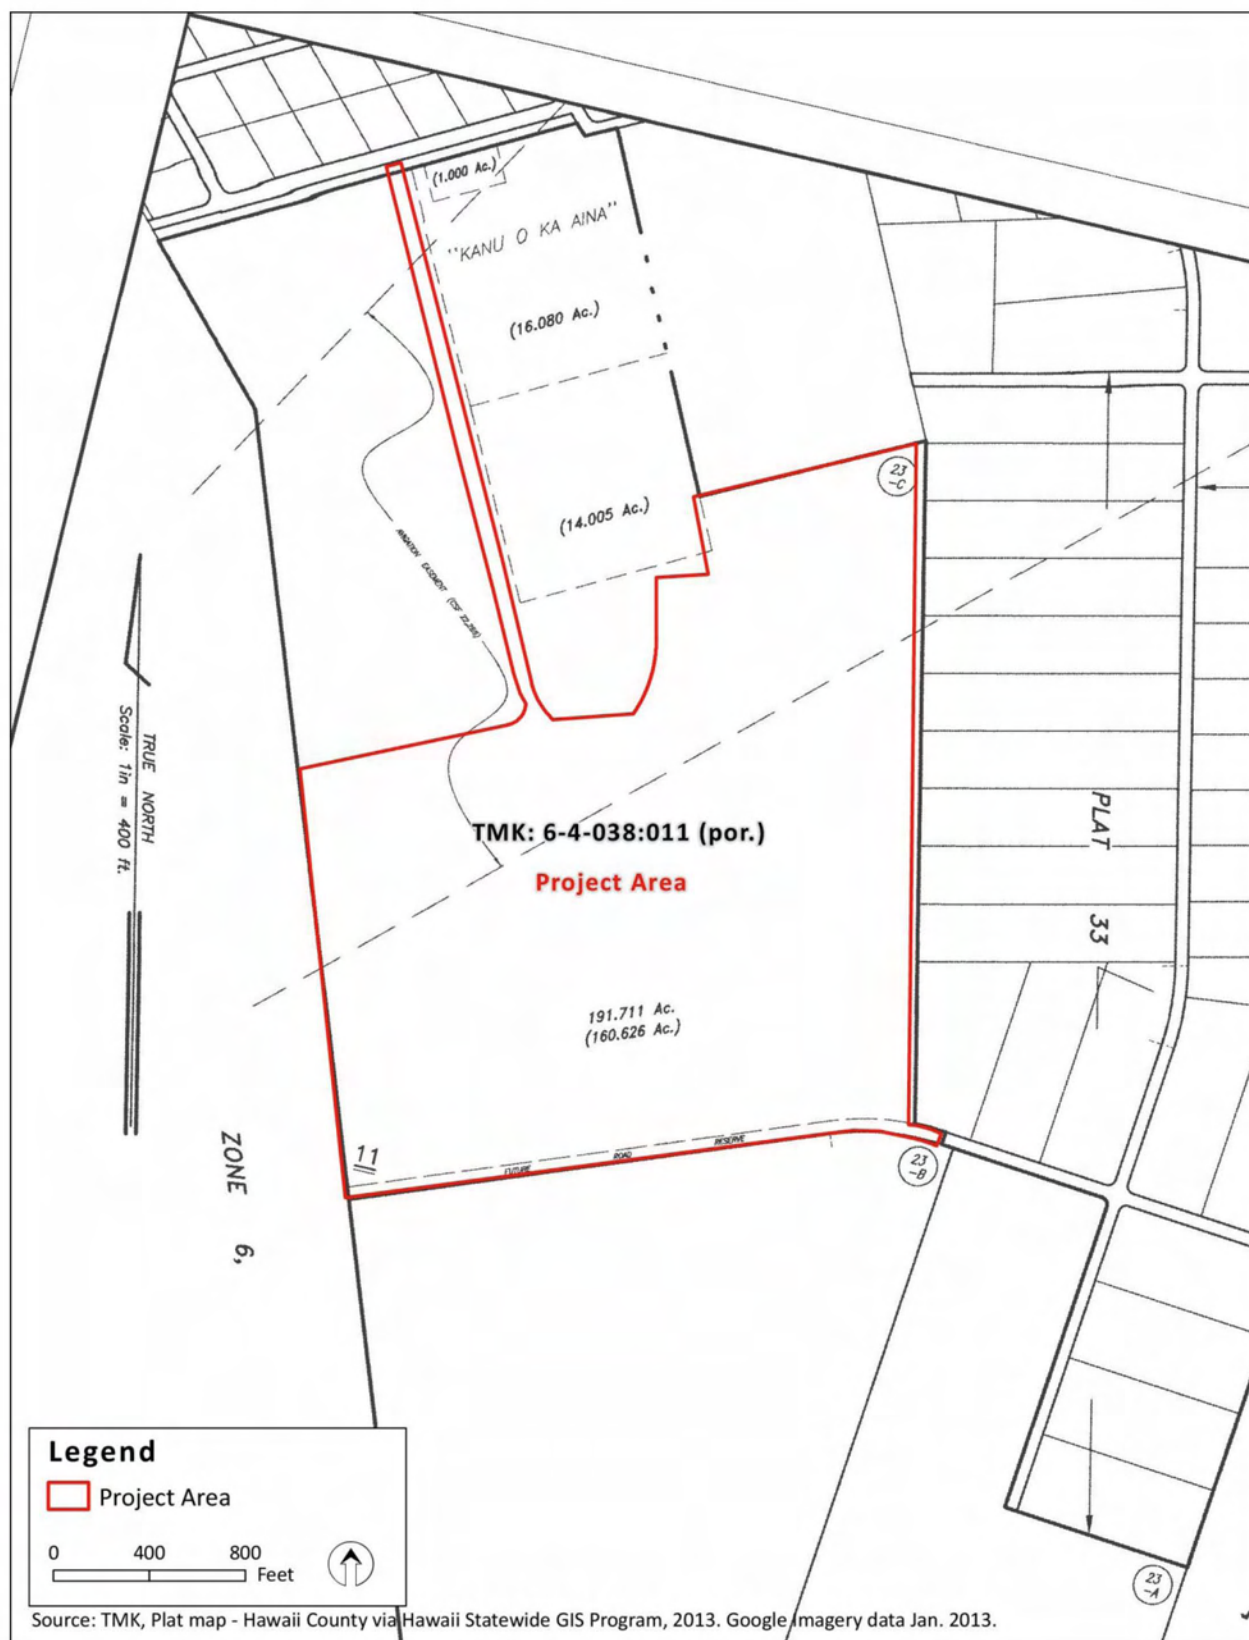 (1.000 Ac.)
"KANU O KA AINA"
(16.080 Ac.)
(14.005 Ac.)
23
-C
AVIGATION EASEMENT
TRUE NORTH
Scale: 1in = 400 ft.
TMK: 6-4-038:011 (por.)
Project Area
PLAT 33
191.711 Ac.
(160.626 Ac.)
ZONE 6,
11
FUTURE ROAD RESERVE
23
-B
23
-A
Legend
Project Area
0 400 800
Feet
Source: TMK, Plat map - Hawaii County via Hawaii Statewide GIS Program, 2013. Google Imagery data Jan. 2013.